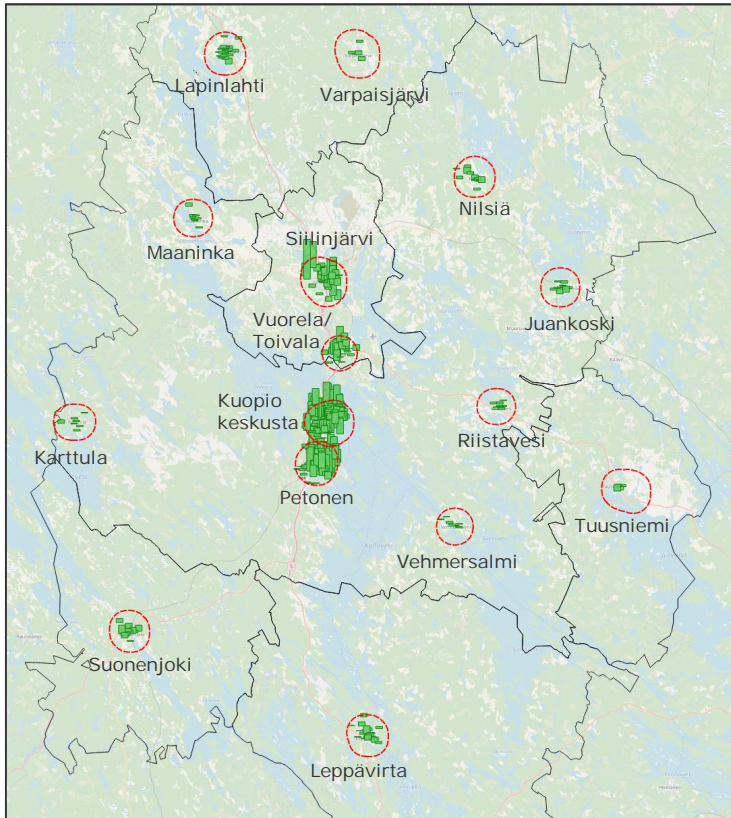 Lapinlahti
Varpaisjärvi
Nilsiä
Maaninka
Siilinjärvi
Juankoski
Vuorela/
Toivala
Kuopio
keskusta
Riistavesi
Karttula
Petonen
Tuusniemi
Vehmersalmi
Suonenjoki
Leppävirta